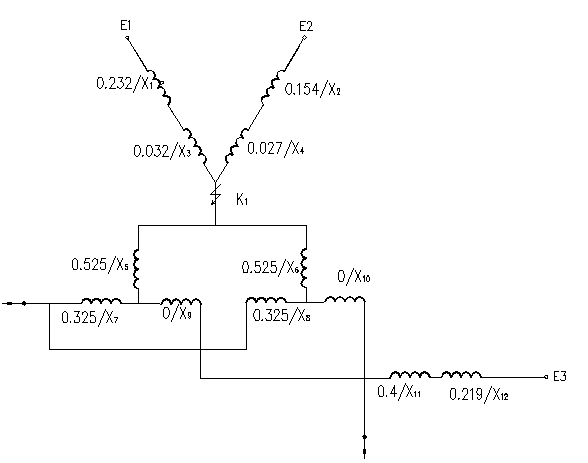 E1 E2
0.232/X1 0.154/X2
0.032/X3 0.027/X4
K1
0.525/X5 0.525/X6 0/X10
0.325/X7 0/X9 0.325/X8
0.4/X11 0.219/X12 E3